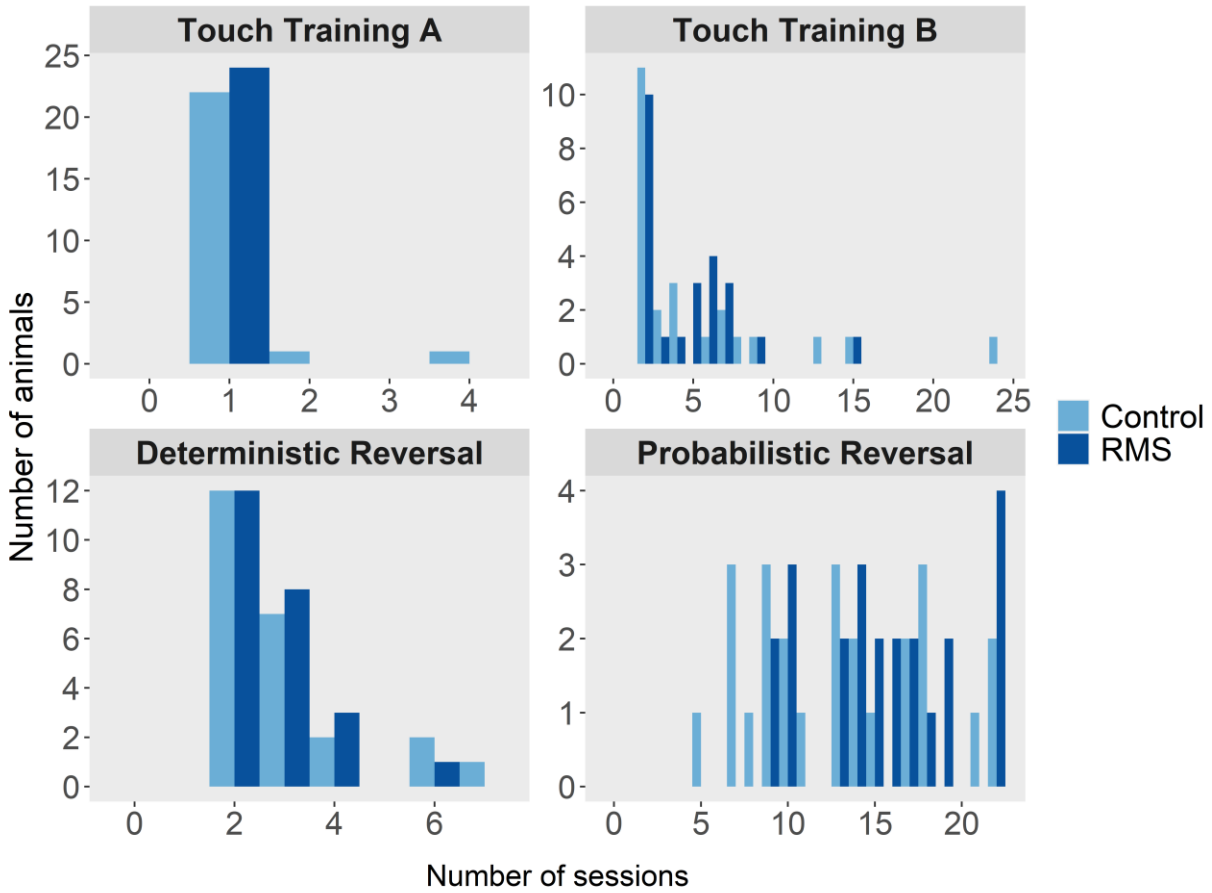 Touch Training A
Touch Training B
25
20
15
10
5
0
0 1 2 3 4
10
8
6
4
2
0
0 5 10 15 20 25
Number of animals
Control
RMS
Deterministic Reversal
Probabilistic Reversal
12
10
8
6
4
2
0
0 2 4 6
4
3
2
1
0
0 5 10 15 20
Number of sessions